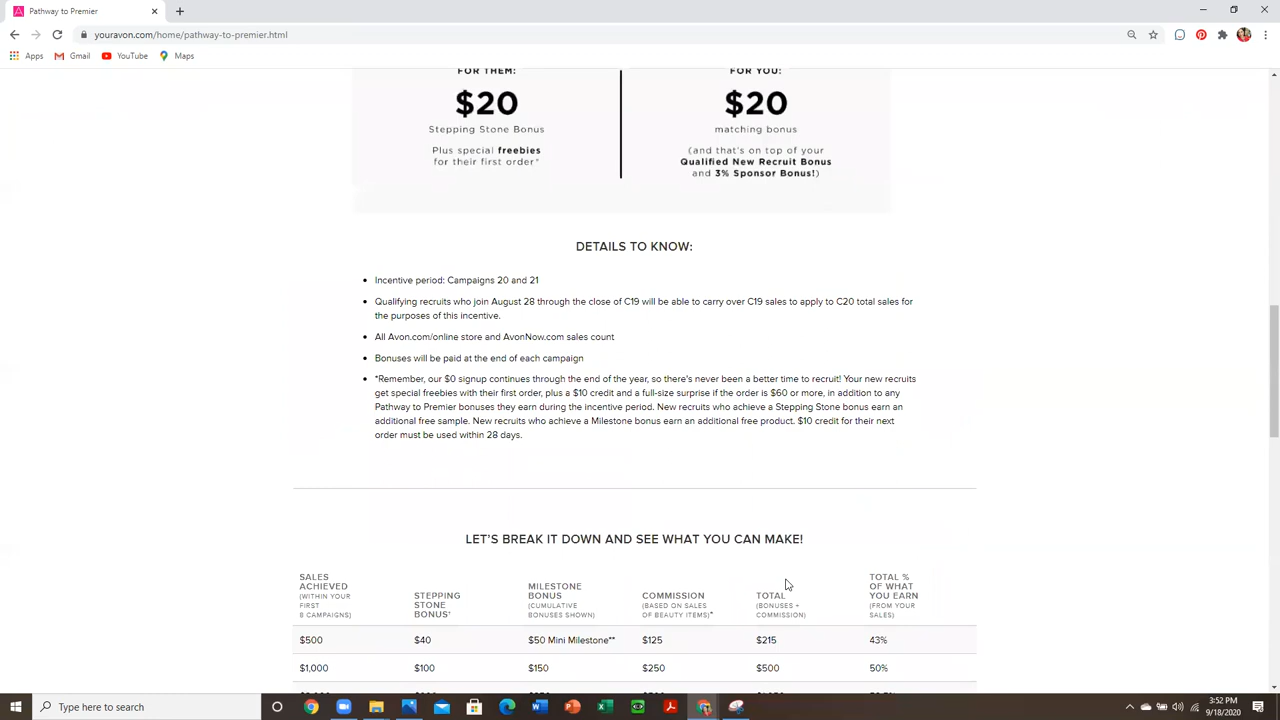 Pathway to Premier
youravon.com/home/pathway-to-premier.html
Apps Gmail YouTube Maps
FOR THEM: FOR YOU:
$20 $20
Stepping Stone Bonus matching bonus
Plus special freebies (and that's on top of your
for their first order* Qualified New Recruit Bonus
and 3% Sponsor Bonus!)
DETAILS TO KNOW:
• Incentive period: Campaigns 20 and 21
• Qualifying recruits who join August 28 through the close of C19 will be able to carry over C19 sales to apply to C20 total sales for
the purposes of this incentive.
• All Avon.com/online store and AvonNow.com sales count
• Bonuses will be paid at the end of each campaign
• *Remember, our $0 signup continues through the end of the year, so there's never been a better time to recruit! Your new recruits
get special freebies with their first order, plus a $10 credit and a full-size surprise if the order is $60 or more, in addition to any
Pathway to Premier bonuses they earn during the incentive period. New recruits who achieve a Stepping Stone bonus earn an
additional free sample. New recruits who achieve a Milestone bonus earn an additional free product. $10 credit for their next
order must be used within 28 days.
LET'S BREAK IT DOWN AND SEE WHAT YOU CAN MAKE!
SALES TOTAL %
ACHIEVED MILESTONE OF WHAT
(WITHIN YOUR STEPPING BONUS COMMISSION TOTAL YOU EARN
FIRST STONE (CUMULATIVE (BASED ON SALES (BONUSES + (FROM YOUR
8 CAMPAIGNS) BONUS* BONUSES SHOWN) OF BEAUTY ITEMS)* COMMISSION) SALES)
$500 $40 $50 Mini Milestone** $125 $215 43%
$1,000 $100 $150 $250 $500 50%
Type here to search
3:52 PM
9/18/2020